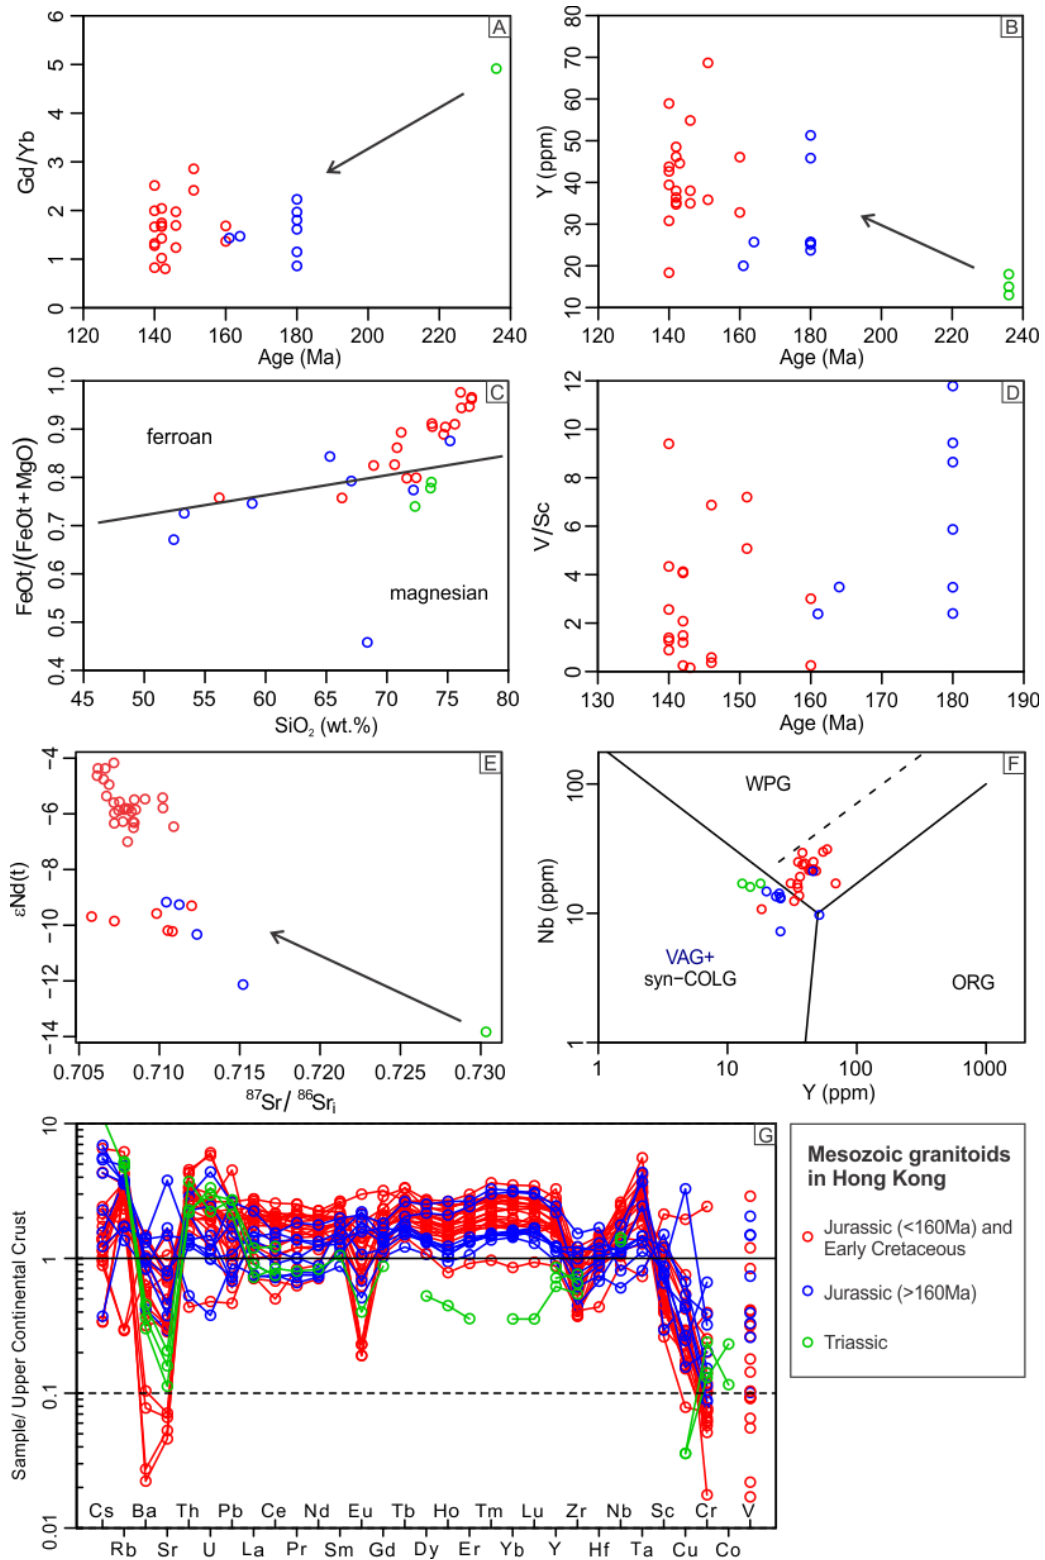 A
Gd/Yb
0 1 2 3 4 5 6
120 140 160 180 200 220 240
Age (Ma)
B
Y (ppm)
10 20 30 40 50 60 70 80
120 140 160 180 200 220 240
Age (Ma)
C
ferroan
magnesian
FeOt/(FeOt+MgO)
0.4 0.5 0.6 0.7 0.8 0.9 1.0
45 50 55 60 65 70 75 80
SiO₂ (wt.%)
D
V/Sc
0 2 4 6 8 10 12
130 140 150 160 170 180 190
Age (Ma)
E
εNd(t)
−14 −12 −10 −8 −6 −4
0.705 0.710 0.715 0.720 0.725 0.730
⁸⁷Sr/ ⁸⁶Srᵢ
F
WPG
VAG+
syn−COLG
ORG
Nb (ppm)
1 10 100
1 10 100 1000
Y (ppm)
G
Sample/ Upper Continental Crust
10
1
0.1
0.01
Cs Ba Th Pb Ce Nd Eu Tb Ho Tm Lu Zr Nb Sc Cr V
Rb Sr U La Pr Sm Gd Dy Er Yb Y Hf Ta Cu Co
Mesozoic granitoids
in Hong Kong
Jurassic (<160Ma) and
Early Cretaceous
Jurassic (>160Ma)
Triassic